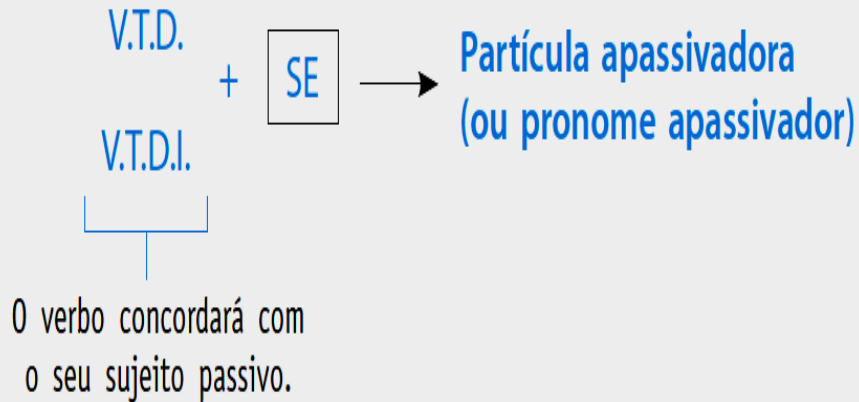 V.T.D.
+ SE
Partícula apassivadora
(ou pronome apassivador)
V.T.D.I.
O verbo concordará com
o seu sujeito passivo.